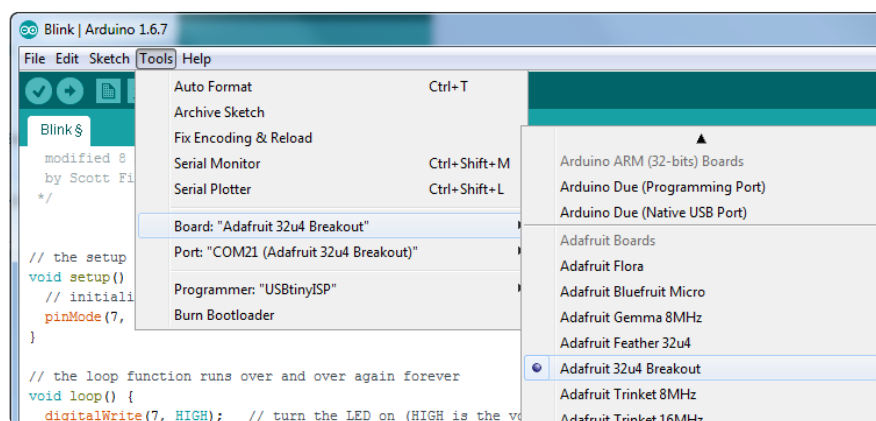 Blink | Arduino 1.6.7
File Edit Sketch Tools Help
Auto Format Ctrl+T
Archive Sketch
Fix Encoding & Reload
Serial Monitor Ctrl+Shift+M
Serial Plotter Ctrl+Shift+L
Board: "Adafruit 32u4 Breakout"
Port: "COM21 (Adafruit 32u4 Breakout)"
Programmer: "USBtinyISP"
Burn Bootloader
Arduino ARM (32-bits) Boards
Arduino Due (Programming Port)
Arduino Due (Native USB Port)
Adafruit Boards
Adafruit Flora
Adafruit Bluefruit Micro
Adafruit Gemma 8MHz
Adafruit Feather 32u4
Adafruit 32u4 Breakout
Adafruit Trinket 8MHz
Adafruit Trinket 16MHz
Blink §
modified 8
by Scott Fi
*/
// the setup
void setup()
// initiali
pinMode(7,
}
// the loop function runs over and over again forever
void loop() {
digitalWrite(7, HIGH); // turn the LED on (HIGH is the vo